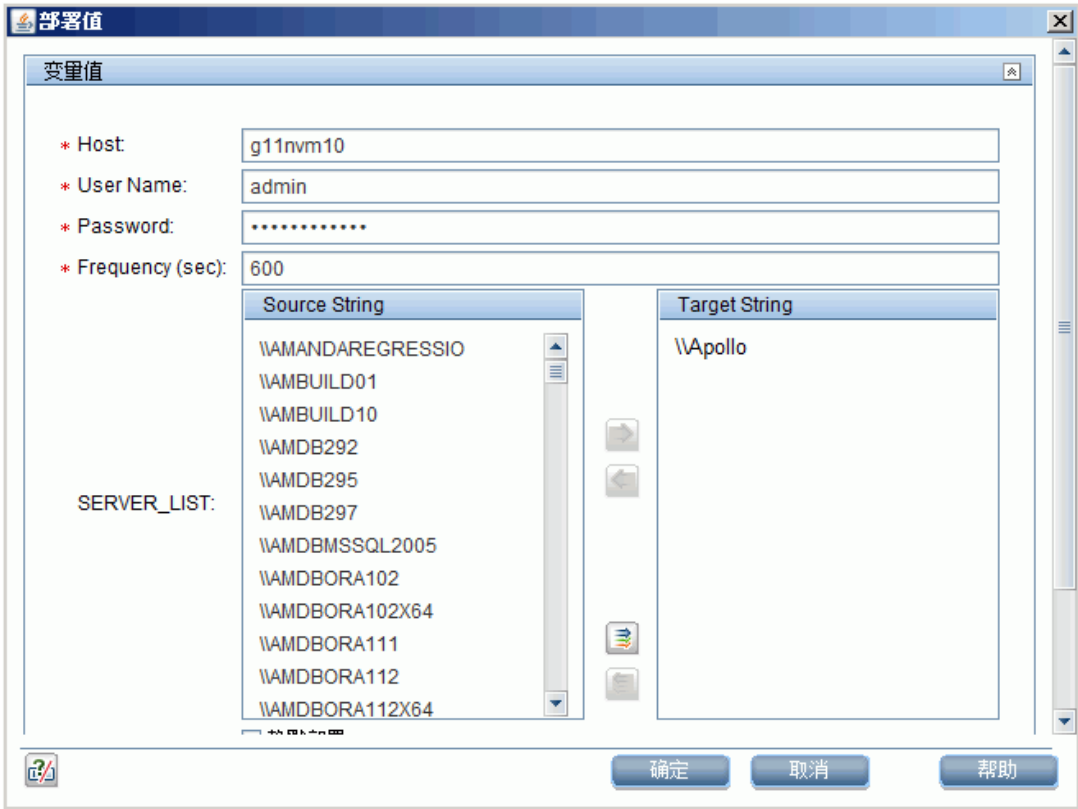 部署值
变量值
* Host: g11nvm10
* User Name: admin
* Password: ••••••••••••
* Frequency (sec): 600
Source String
Target String
\\AMANDAREGRESSIO
\\Apollo
\\AMBUILD01
\\AMBUILD10
\\AMDB292
\\AMDB295
SERVER_LIST:
\\AMDB297
\\AMDBMSSQL2005
\\AMDBORA102
\\AMDBORA102X64
\\AMDBORA111
\\AMDBORA112
\\AMDBORA112X64
确定
取消
帮助